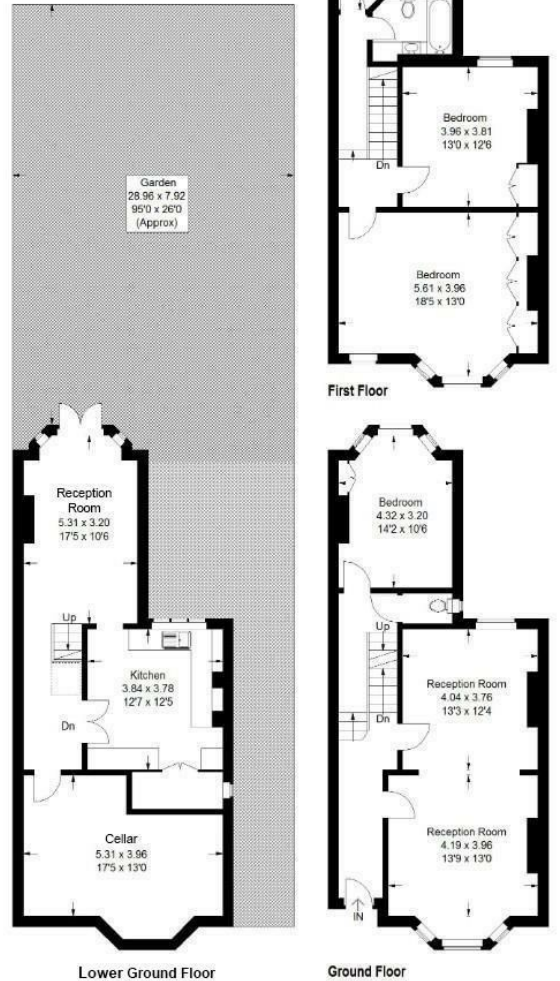 Garden
28.96 x 7.92
95'0 x 26'0
(Approx)
Reception
Room
5.31 x 3.20
17'5 x 10'6
Up
Kitchen
3.84 x 3.78
12'7 x 12'5
Dn
Cellar
5.31 x 3.96
17'5 x 13'0
Lower Ground Floor
Bedroom
3.96 x 3.81
13'0 x 12'6
Dn
Bedroom
5.61 x 3.96
18'5 x 13'0
First Floor
Bedroom
4.32 x 3.20
14'2 x 10'6
Up
Reception Room
4.04 x 3.76
13'3 x 12'4
Dn
Reception Room
4.19 x 3.96
13'9 x 13'0
IN
Ground Floor